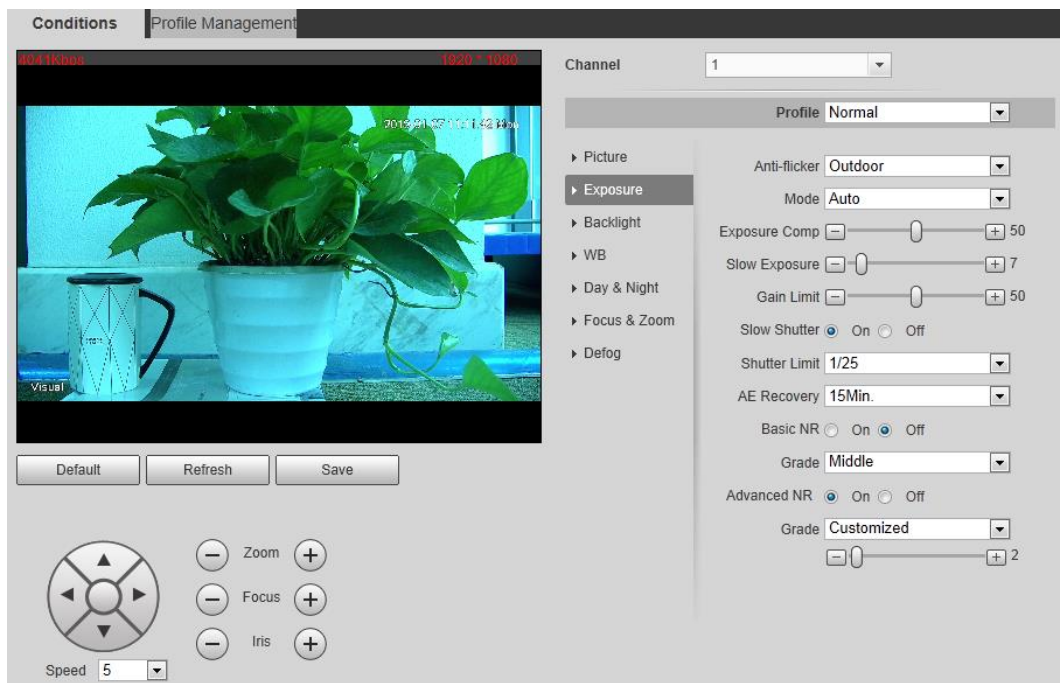 Conditions
Profile Management
4041Kbps
1920 * 1080
Visual
Default
Refresh
Save
Zoom
Focus
Iris
Speed 5
Channel 1
Profile Normal
Picture
Exposure
Backlight
WB
Day & Night
Focus & Zoom
Defog
Anti-flicker Outdoor
Mode Auto
Exposure Comp 50
Slow Exposure 7
Gain Limit 50
Slow Shutter On Off
Shutter Limit 1/25
AE Recovery 15Min.
Basic NR On Off
Grade Middle
Advanced NR On Off
Grade Customized
2